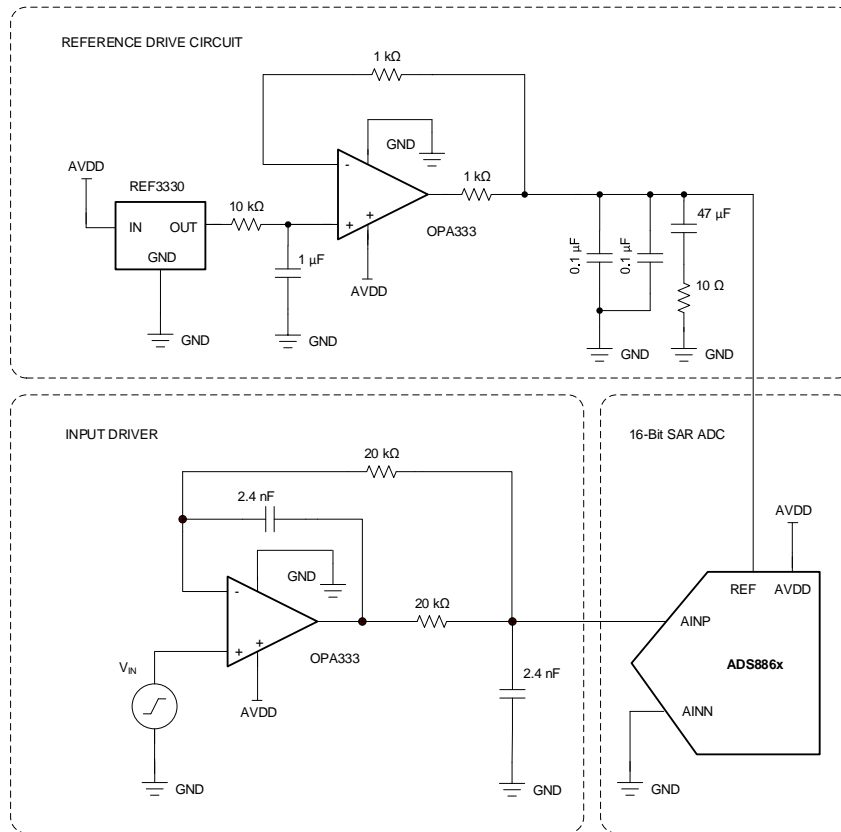 REFERENCE DRIVE CIRCUIT
1 kΩ
GND
AVDD
REF3330
1 kΩ
10 kΩ
-
47 µF
IN
OUT
+
+
OPA333
GND
1 µF
0.1 µF
0.1 µF
AVDD
10 Ω
GND
GND
GND
GND
INPUT DRIVER
16-Bit SAR ADC
20 kΩ
2.4 nF
AVDD
GND
REF
AVDD
-
20 kΩ
AINP
+
+
OPA333
ADS886x
VIN
2.4 nF
AVDD
AINN
GND
GND
GND